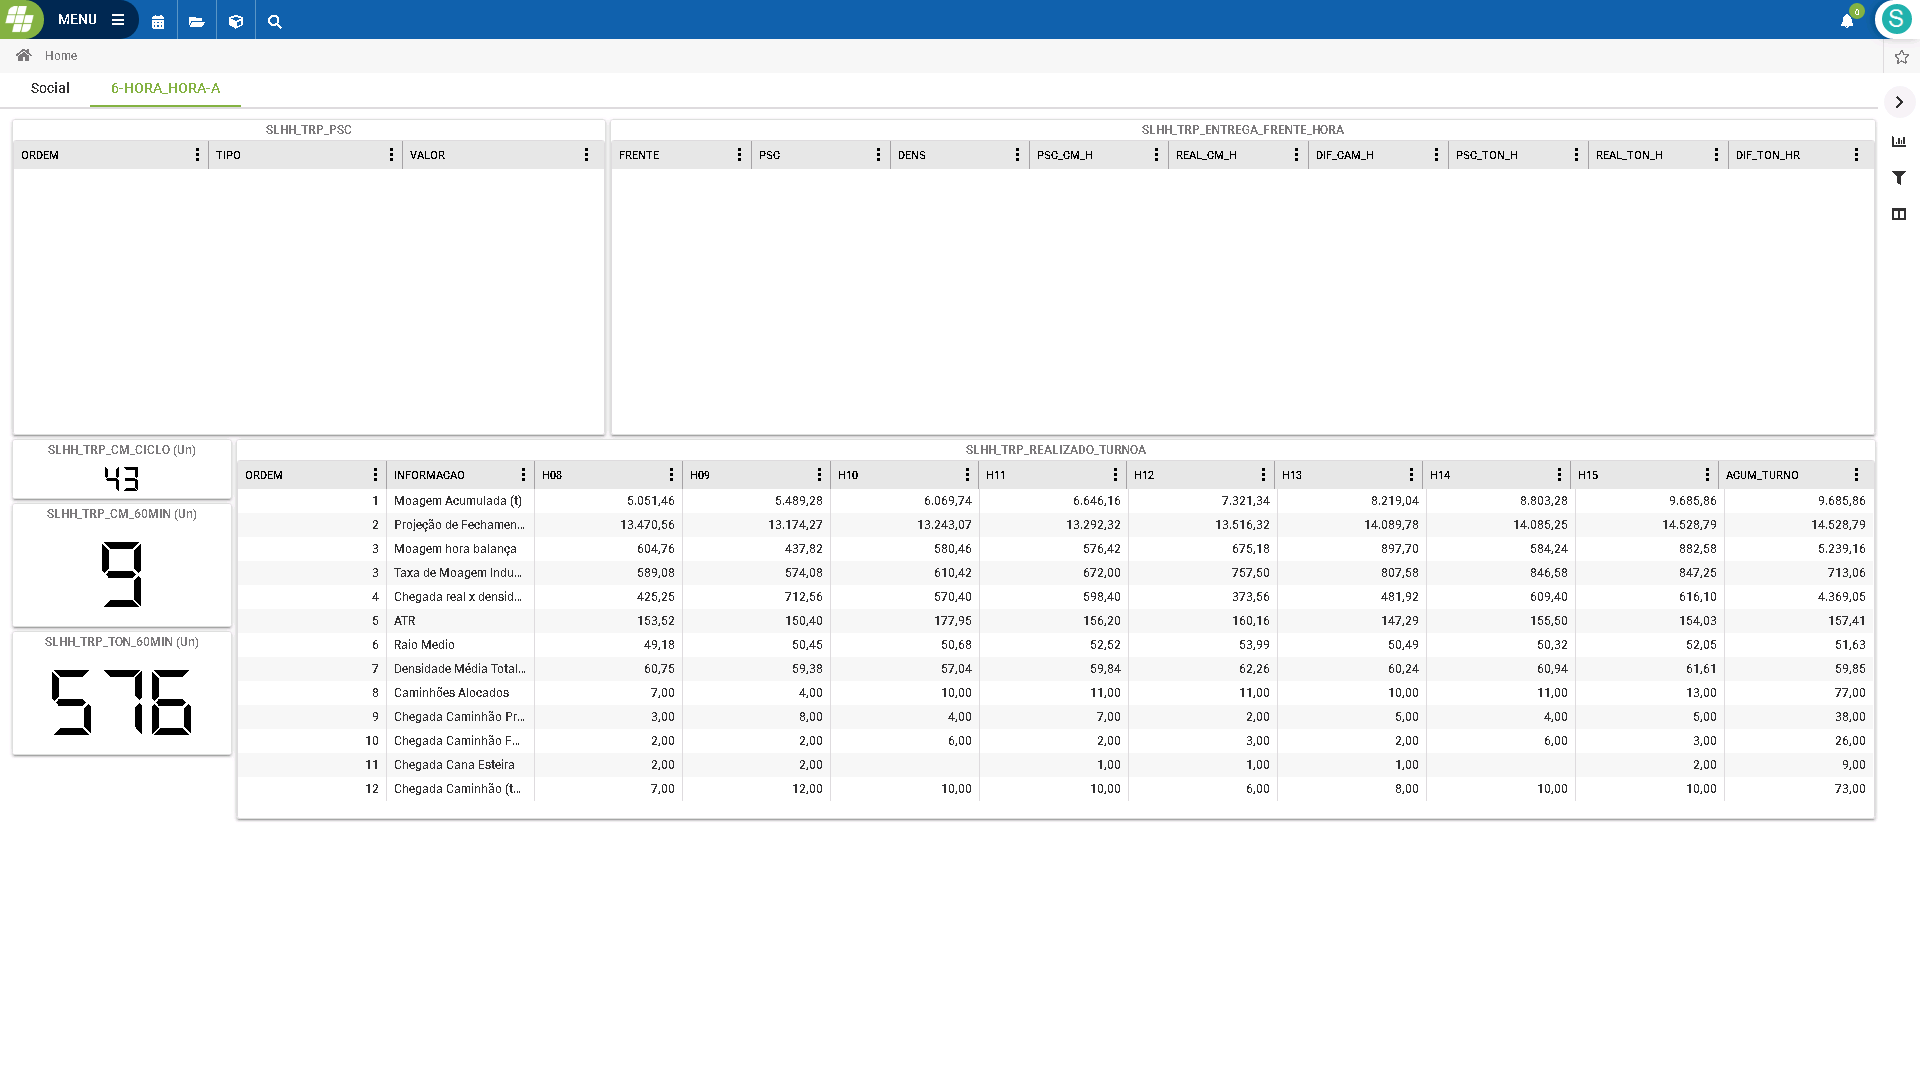 MENU
0
S
Home
Social 6-HORA_HORA-A
SLHH_TRP_PSC
ORDEM TIPO VALOR
SLHH_TRP_ENTREGA_FRENTE_HORA
FRENTE PSC DENS PSC_CM_H REAL_CM_H DIF_CAM_H PSC_TON_H REAL_TON_H DIF_TON_HR
SLHH_TRP_CM_CICLO (Un)
43
SLHH_TRP_CM_60MIN (Un)
9
SLHH_TRP_TON_60MIN (Un)
576
SLHH_TRP_REALIZADO_TURNOA
ORDEM INFORMACAO H08 H09 H10 H11 H12 H13 H14 H15 ACUM_TURNO
1 Moagem Acumulada (t) 5.051,46 5.489,28 6.069,74 6.646,16 7.321,34 8.219,04 8.803,28 9.685,86 9.685,86
2 Projeção de Fechamen... 13.470,56 13.174,27 13.243,07 13.292,32 13.516,32 14.089,78 14.085,25 14.528,79 14.528,79
3 Moagem hora balança 604,76 437,82 580,46 576,42 675,18 897,70 584,24 882,58 5.239,16
3 Taxa de Moagem Indu... 589,08 574,08 610,42 672,00 757,50 807,58 846,58 847,25 713,06
4 Chegada real x densid... 425,25 712,56 570,40 598,40 373,56 481,92 609,40 616,10 4.369,05
5 ATR 153,52 150,40 177,95 156,20 160,16 147,29 155,50 154,03 157,41
6 Raio Medio 49,18 50,45 50,68 52,52 53,99 50,49 50,32 52,05 51,63
7 Densidade Média Total... 60,75 59,38 57,04 59,84 62,26 60,24 60,94 61,61 59,85
8 Caminhões Alocados 7,00 4,00 10,00 11,00 11,00 10,00 11,00 13,00 77,00
9 Chegada Caminhão Pr... 3,00 8,00 4,00 7,00 2,00 5,00 4,00 5,00 38,00
10 Chegada Caminhão F... 2,00 2,00 6,00 2,00 3,00 2,00 6,00 3,00 26,00
11 Chegada Cana Esteira 2,00 2,00 1,00 1,00 1,00 2,00 9,00
12 Chegada Caminhão (t... 7,00 12,00 10,00 10,00 6,00 8,00 10,00 10,00 73,00